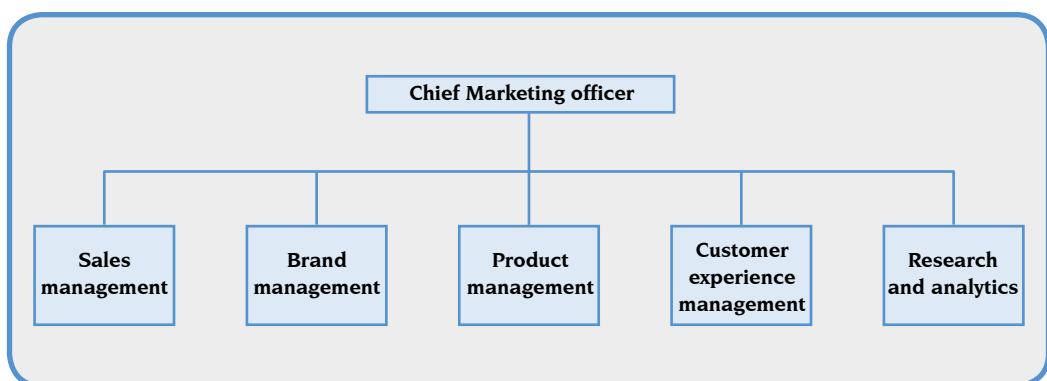 Chief Marketing officer
Sales
management
Brand
management
Product
management
Customer
experience
management
Research
and analytics